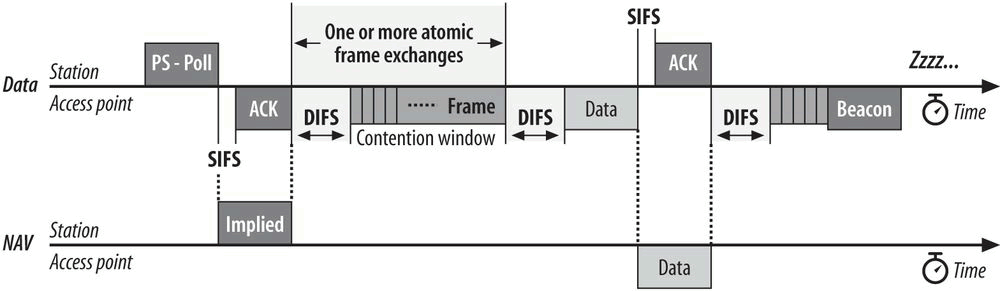 SIFS
One or more atomic
frame exchanges
PS - Poll
ACK
Zzzz...
Data
Station
Access point
ACK
DIFS
..... Frame
Contention window
DIFS
Data
DIFS
Beacon
Time
SIFS
Implied
NAV
Station
Access point
Data
Time